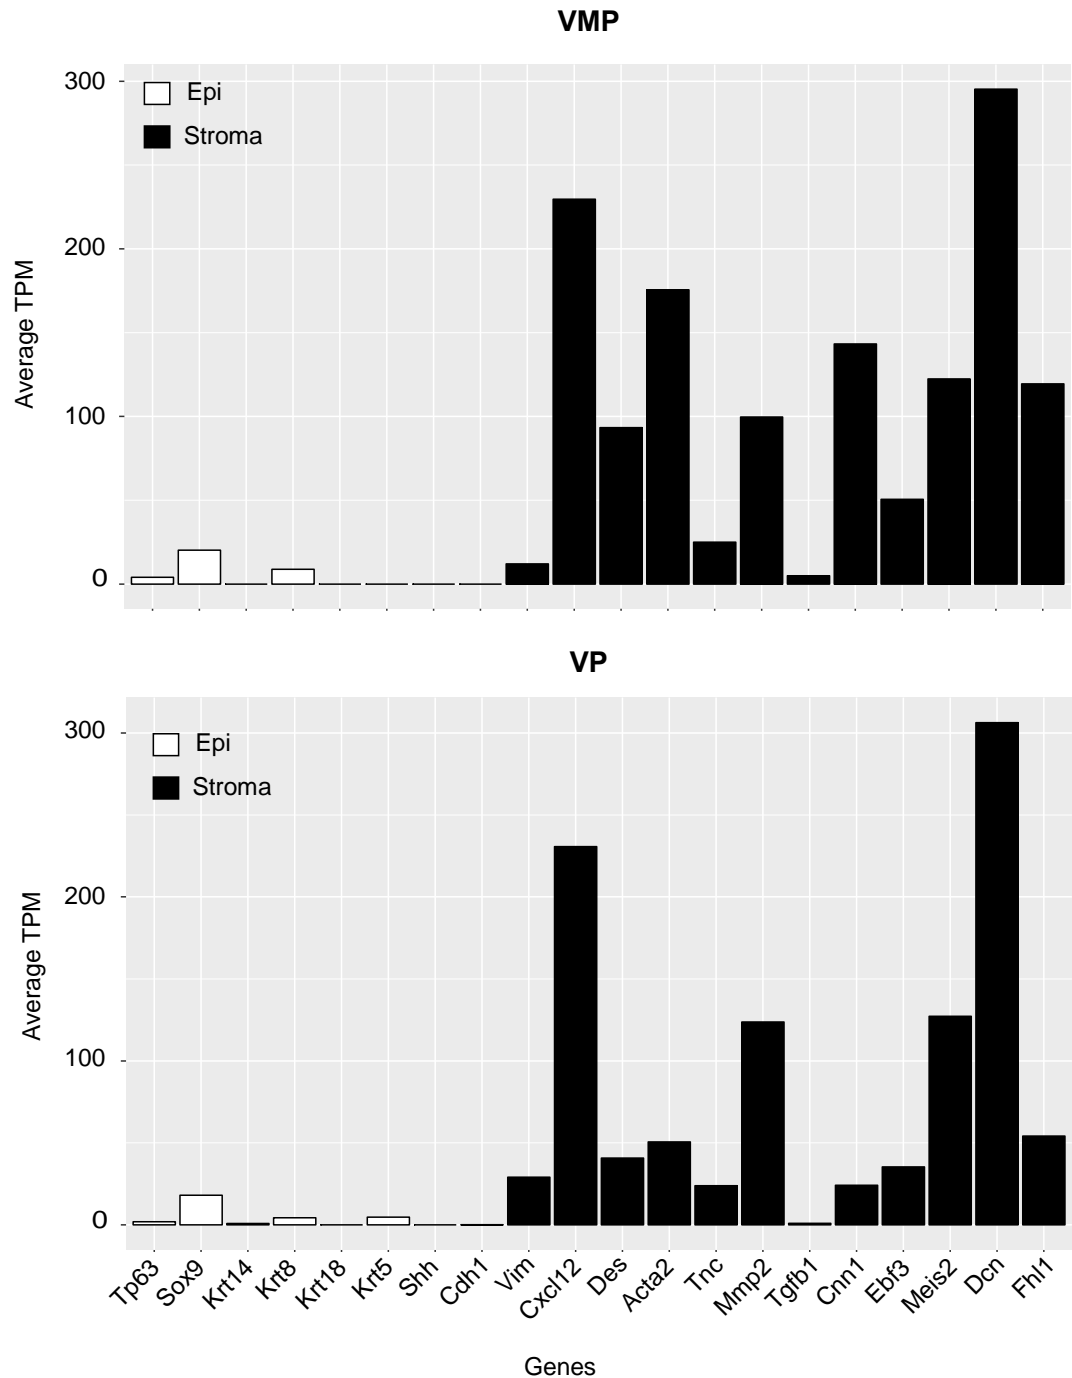 VMP
300
200
100
0
Average TPM
Epi
Stroma
VP
300
200
100
0
Average TPM
Epi
Stroma
Tp63
Sox9
Krt14
Krt8
Krt18
Krt5
Shh
Cdh1
Vim
Cxcl12
Des
Acta2
Tnc
Mmp2
Tgfb1
Cnn1
Ebf3
Meis2
Dcn
Fhl1
Genes